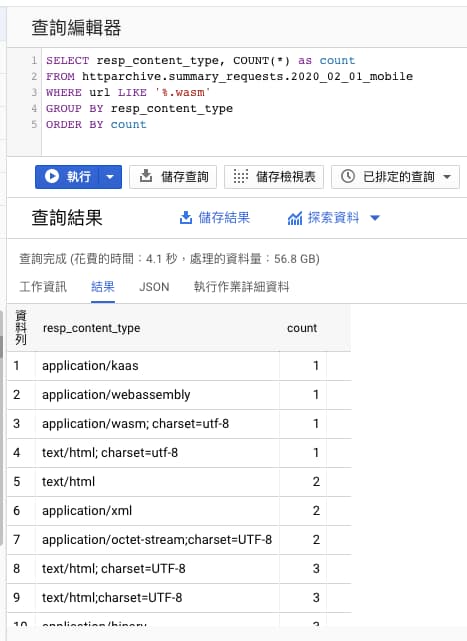 查詢編輯器
1 SELECT resp_content_type, COUNT(*) as count
2 FROM httparchive.summary_requests.2020_02_01_mobile
3 WHERE url LIKE '%.wasm'
4 GROUP BY resp_content_type
5 ORDER BY count
執行 儲存查詢 儲存檢視表 已排定的查詢
查詢結果 儲存結果 探索資料
查詢完成 (花費的時間：4.1 秒，處理的資料量：56.8 GB)
工作資訊 結果 JSON 執行作業詳細資料
資料列 resp_content_type count
1 application/kaas 1
2 application/webassembly 1
3 application/wasm; charset=utf-8 1
4 text/html; charset=utf-8 1
5 text/html 2
6 application/xml 2
7 application/octet-stream;charset=UTF-8 2
8 text/html; charset=UTF-8 3
9 text/html;charset=UTF-8 3
10 application/binary